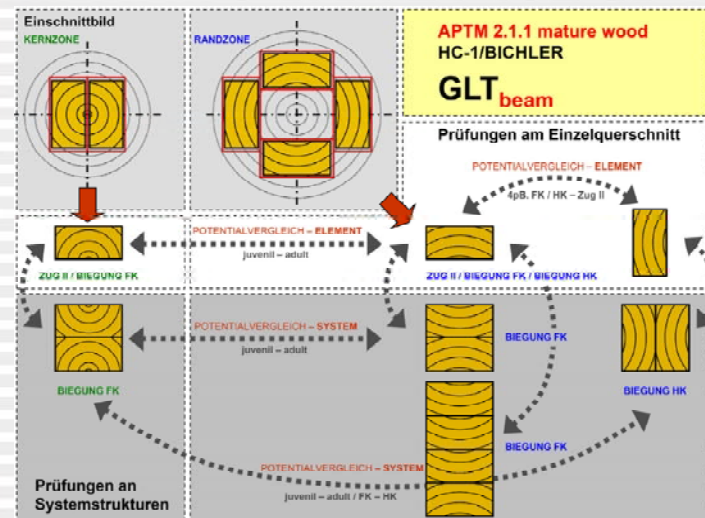 Einschnittbild
KERNZONE
RANDZONE
APTM 2.1.1 mature wood
HC-1/BICHLER
GLTbeam
Prüfungen am Einzelquerschnitt
POTENTIALVERGLEICH – ELEMENT
4pB. FK / HK – Zug II
POTENTIALVERGLEICH – ELEMENT
juvenil – adult
ZUG II / BIEGUNG FK
ZUG II / BIEGUNG FK / BIEGUNG HK
POTENTIALVERGLEICH – SYSTEM
juvenil – adult
BIEGUNG FK
BIEGUNG FK
BIEGUNG HK
BIEGUNG FK
POTENTIALVERGLEICH – SYSTEM
juvenil – adult / FK – HK
Prüfungen an
Systemstrukturen